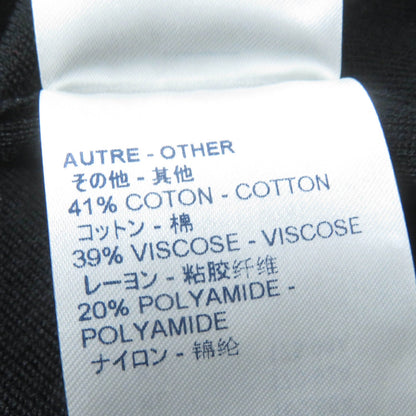 AUTRE - OTHER
その他 - 其他
41% COTON - COTTON
コットン - 棉
39% VISCOSE - VISCOSE
レーヨン - 粘胶纤维
20% POLYAMIDE -
POLYAMIDE
ナイロン - 锦纶